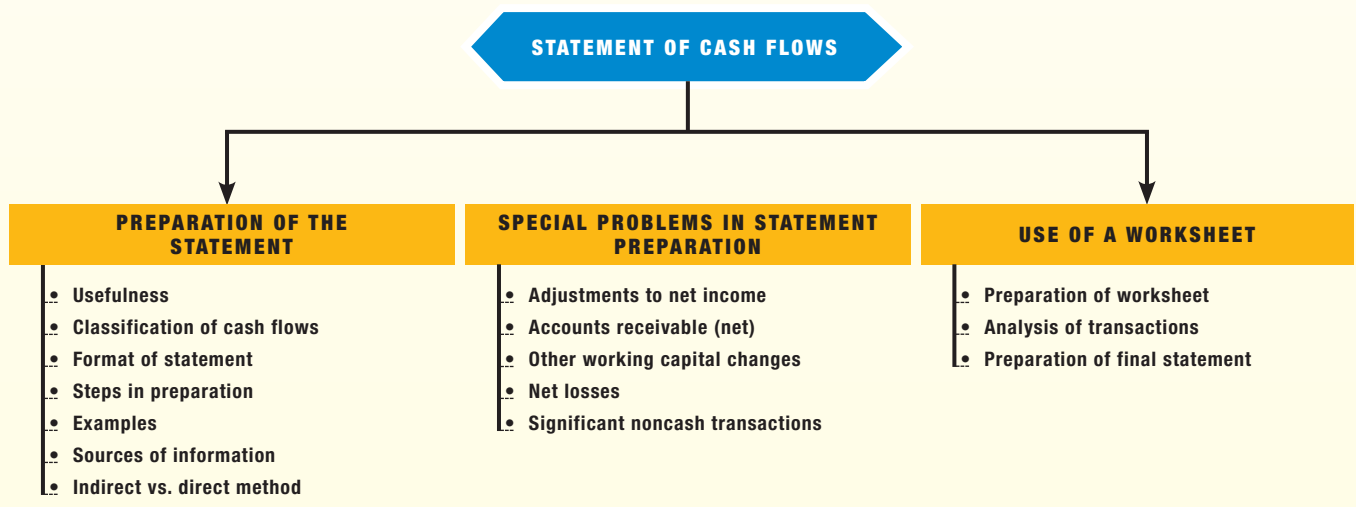 STATEMENT OF CASH FLOWS
PREPARATION OF THE
STATEMENT
• Usefulness
• Classification of cash flows
• Format of statement
• Steps in preparation
• Examples
• Sources of information
• Indirect vs. direct method
SPECIAL PROBLEMS IN STATEMENT
PREPARATION
• Adjustments to net income
• Accounts receivable (net)
• Other working capital changes
• Net losses
• Significant noncash transactions
USE OF A WORKSHEET
• Preparation of worksheet
• Analysis of transactions
• Preparation of final statement